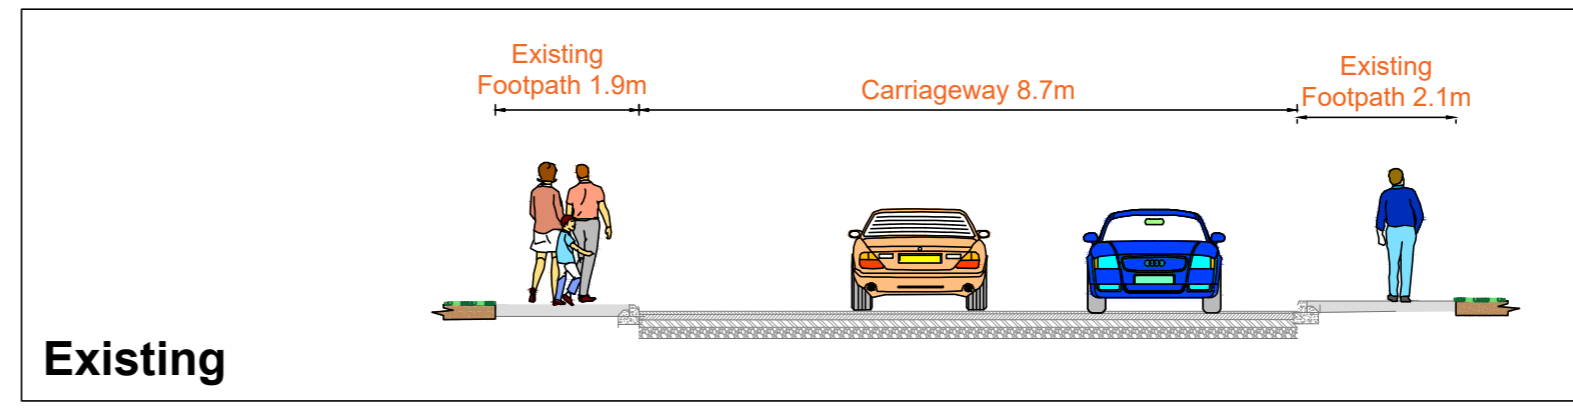 Existing
Footpath 1.9m
Carriageway 8.7m
Existing
Footpath 2.1m
Existing